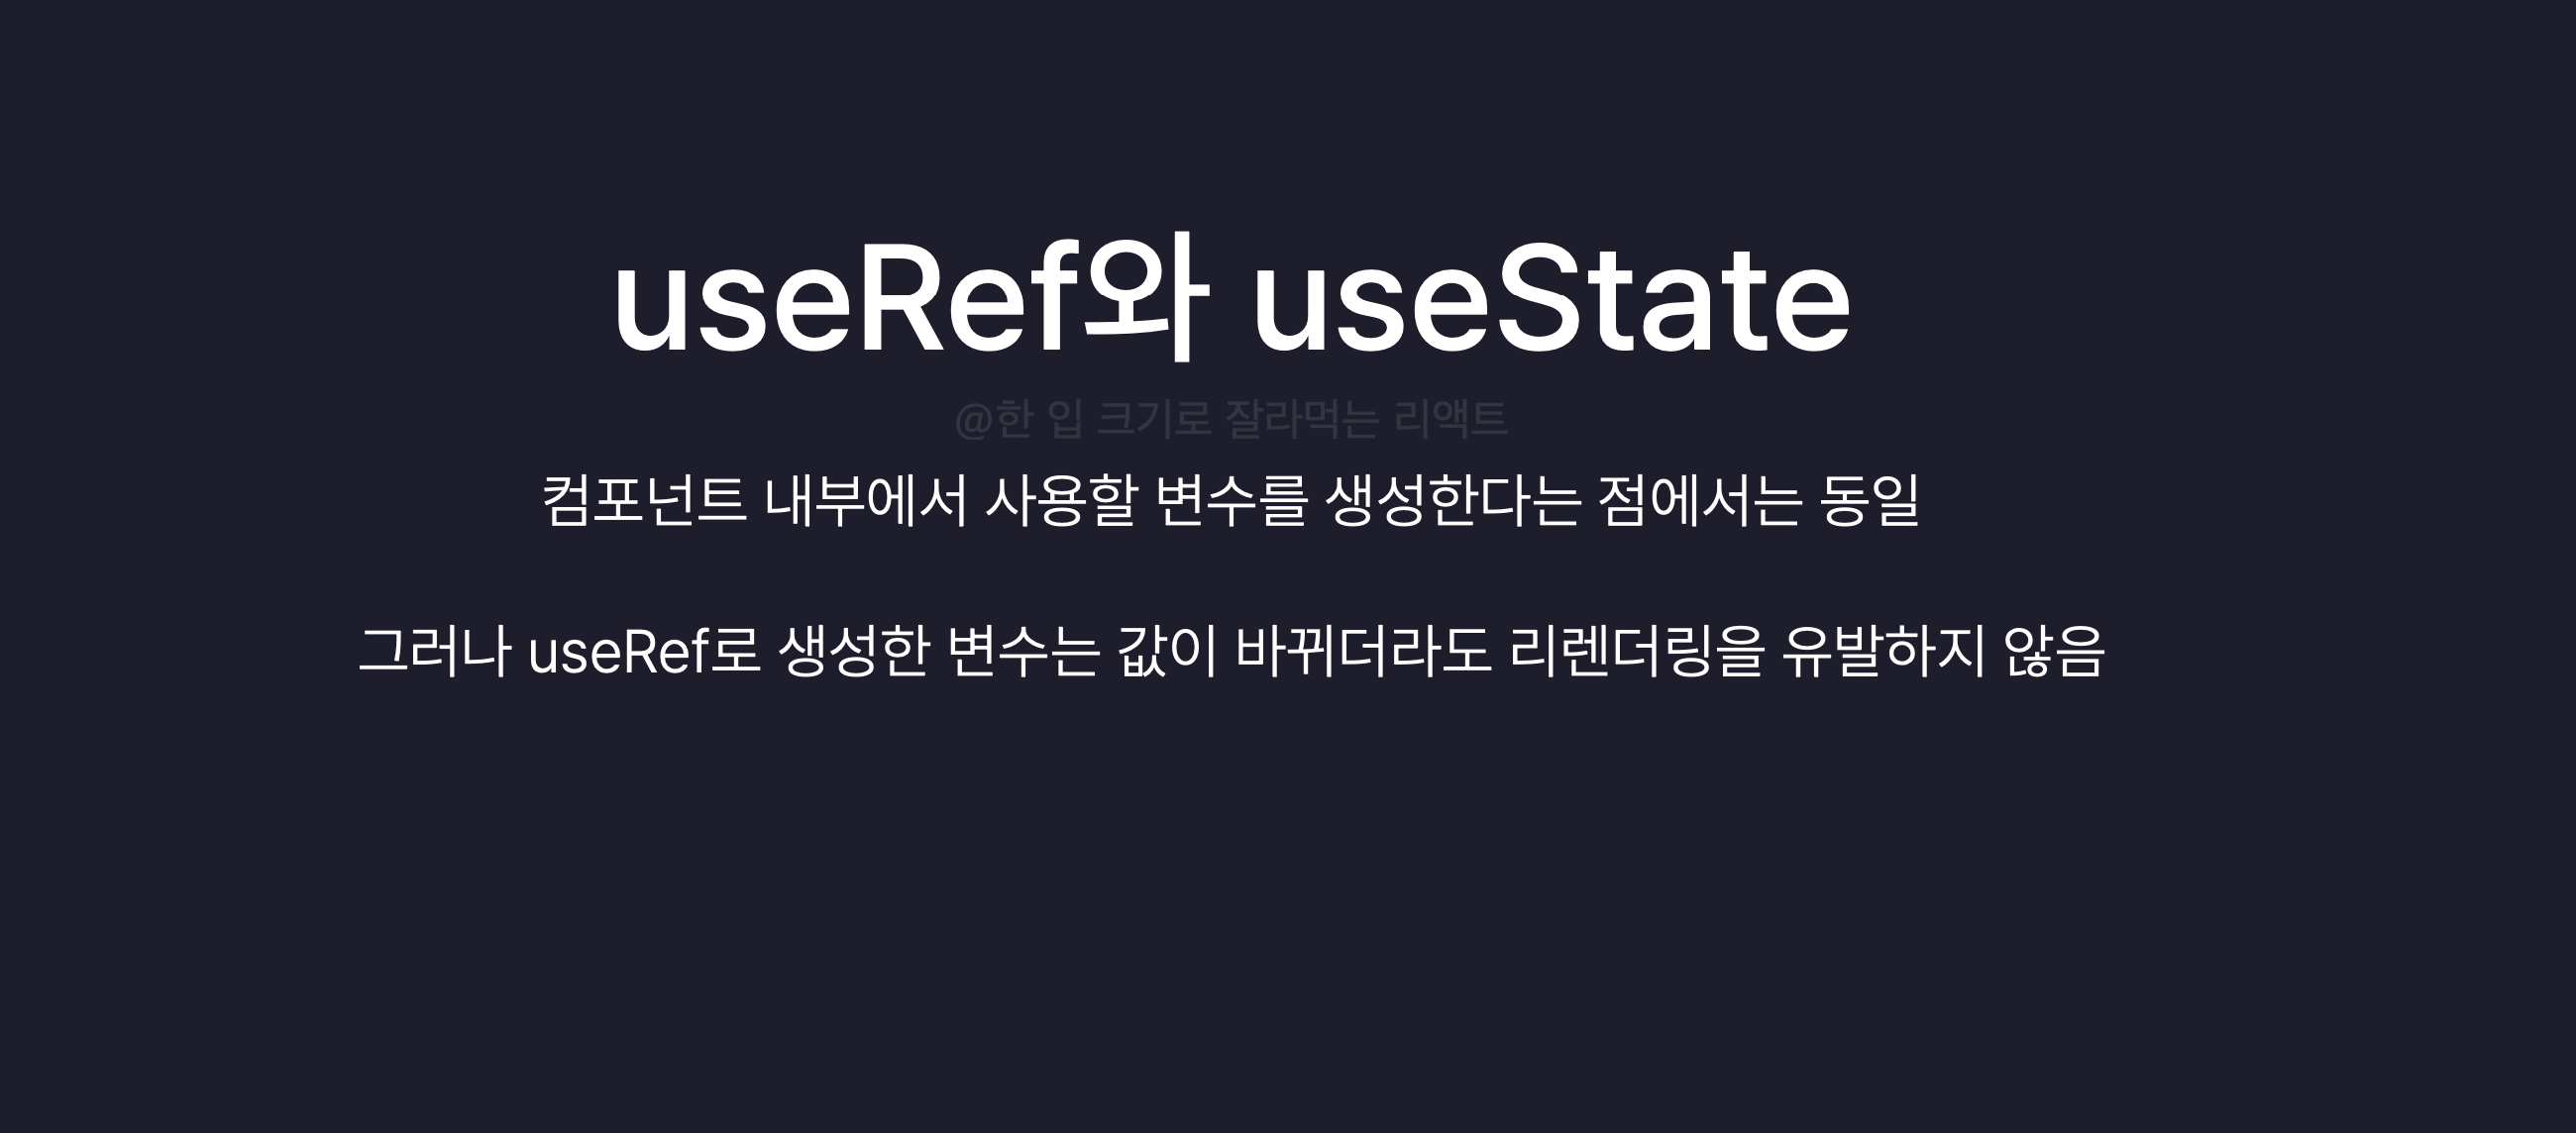 useRef와 useState
@한 입 크기로 잘라먹는 리액트
컴포넌트 내부에서 사용할 변수를 생성한다는 점에서는 동일
그러나 useRef로 생성한 변수는 값이 바뀌더라도 리렌더링을 유발하지 않음